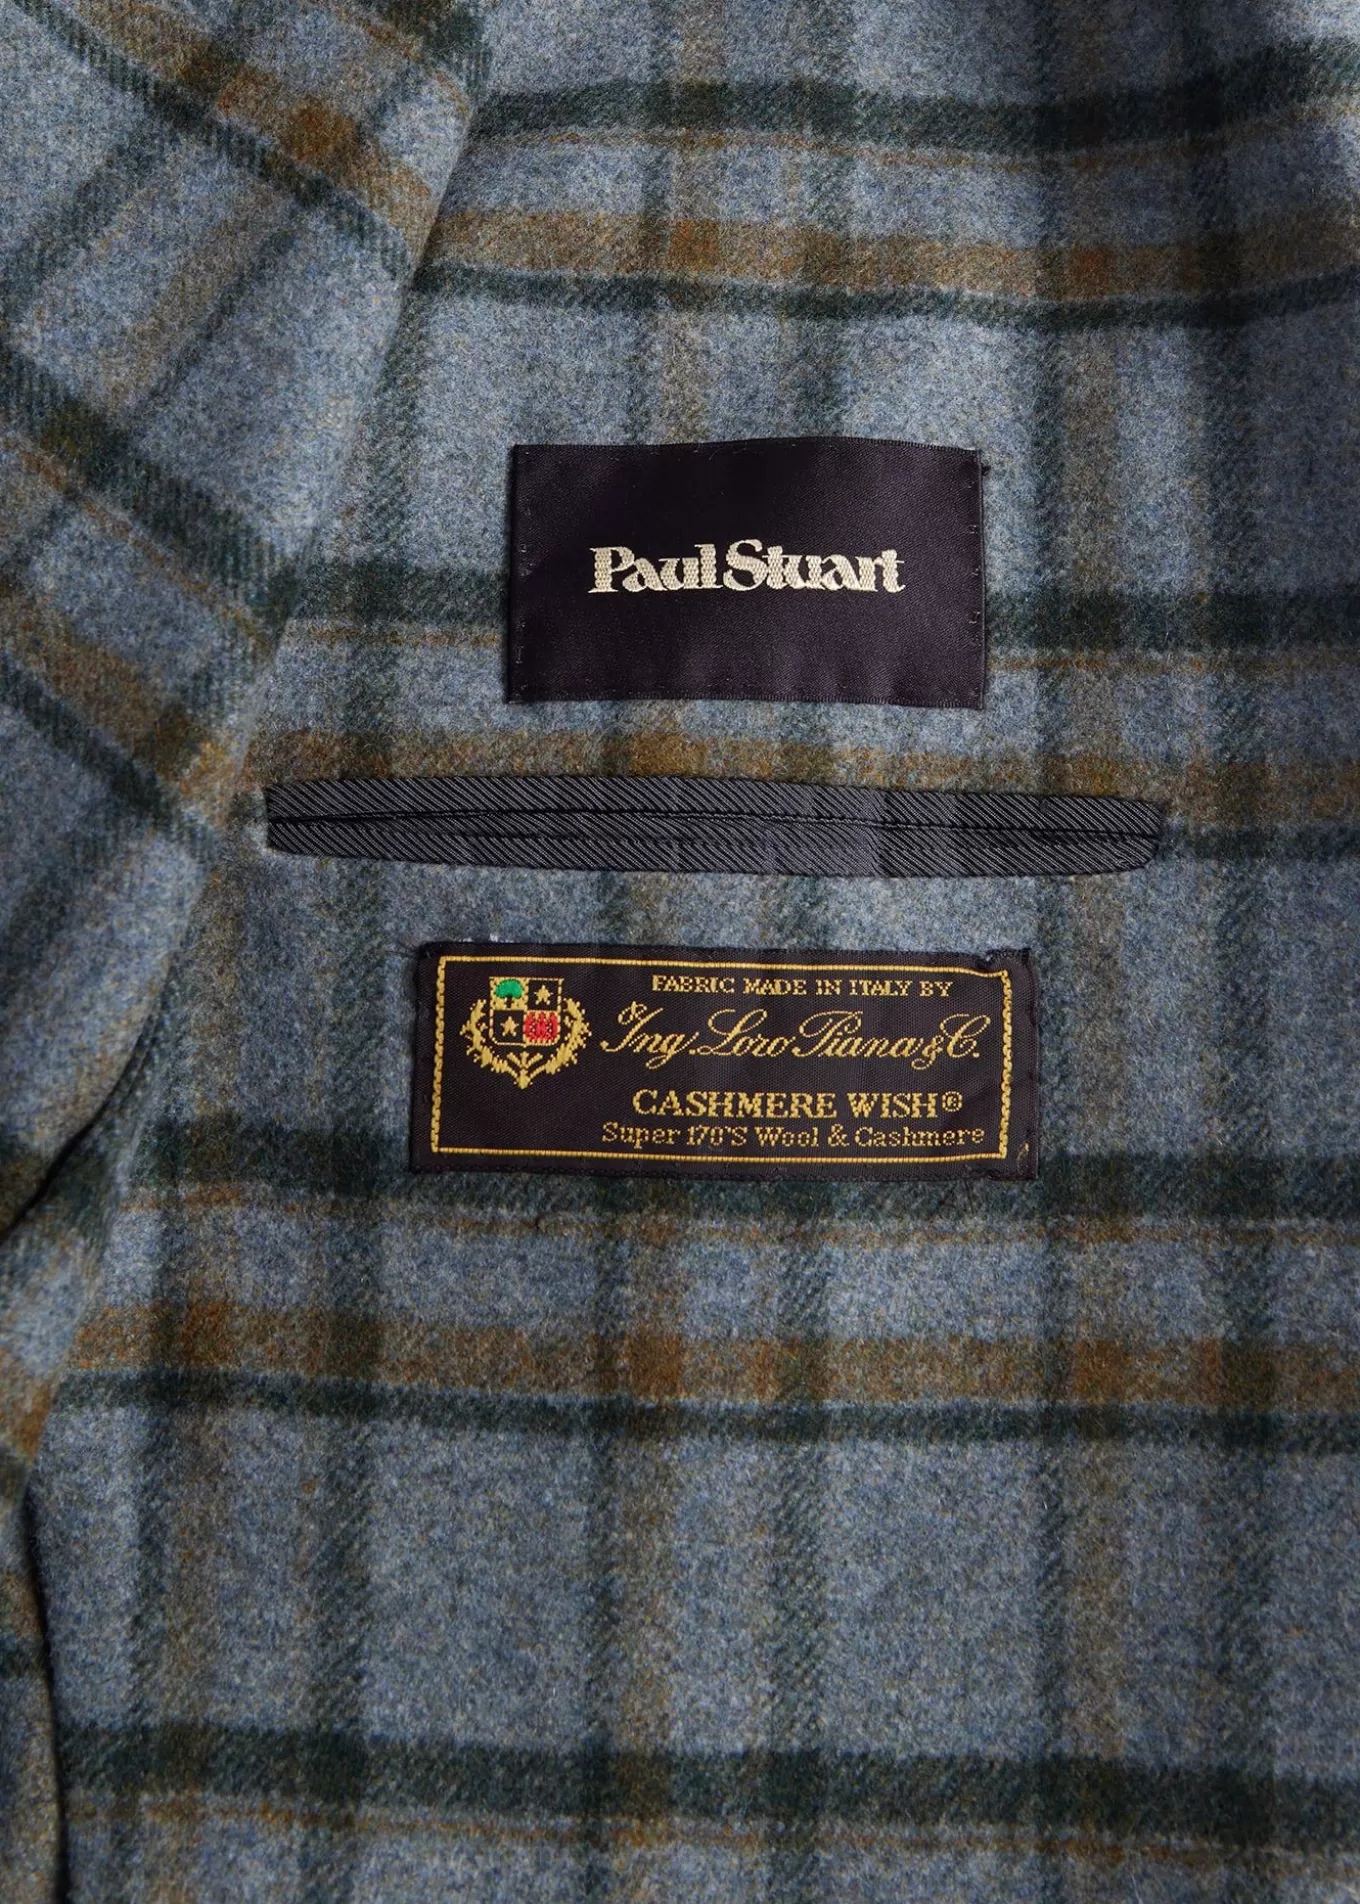 Paul Stuart
FABRIC MADE IN ITALY BY
Ing. Loro Piana & C.
CASHMERE WISH®
Super 170'S Wool & Cashmere